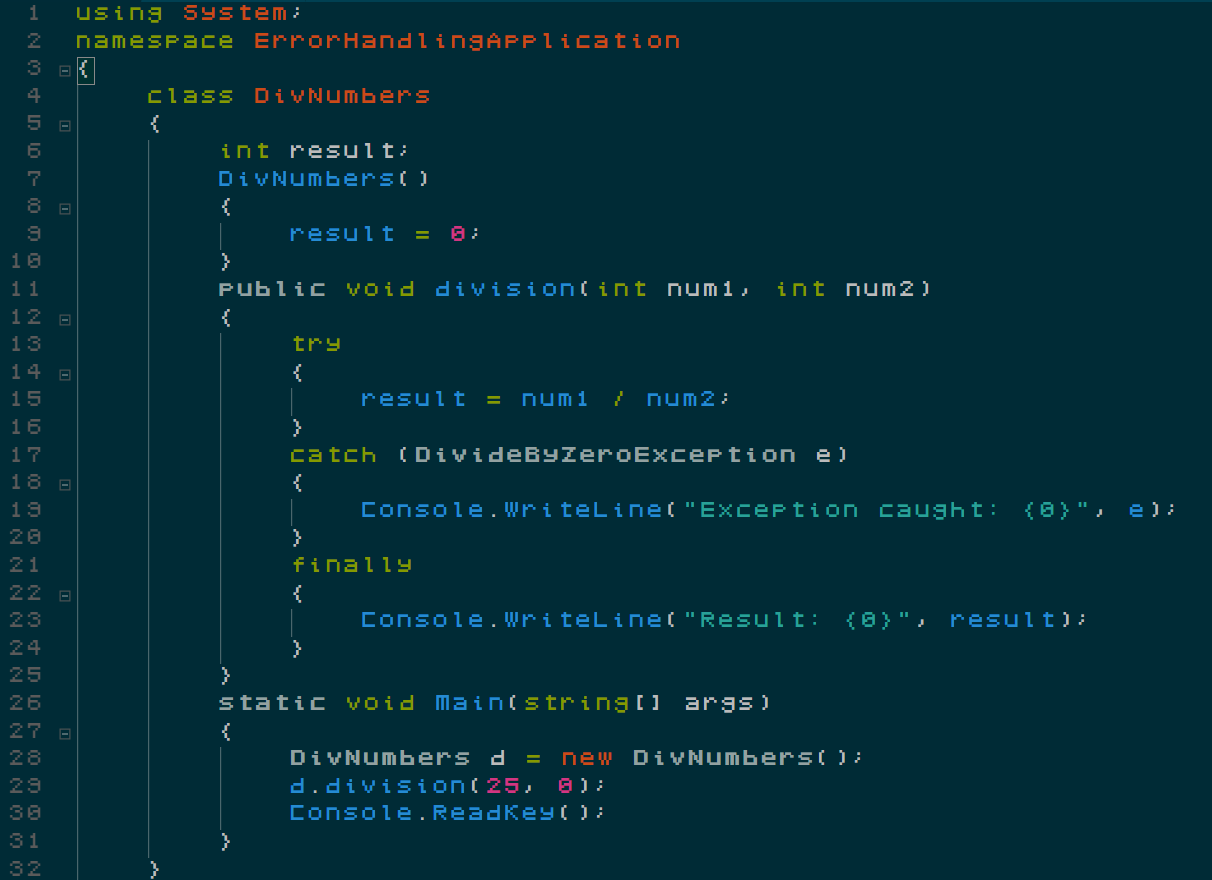 1 using System;
2 namespace ErrorHandlingApplication
3 {
4 class DivNumbers
5 {
6 int result;
7 DivNumbers()
8 {
9 result = 0;
10 }
11 public void division(int num1, int num2)
12 {
13 try
14 {
15 result = num1 / num2;
16 }
17 catch (DivideByZeroException e)
18 {
19 Console.WriteLine("Exception caught: {0}", e);
20 }
21 finally
22 {
23 Console.WriteLine("Result: {0}", result);
24 }
25 }
26 static void Main(string[] args)
27 {
28 DivNumbers d = new DivNumbers();
29 d.division(25, 0);
30 Console.ReadKey();
31 }
32 }